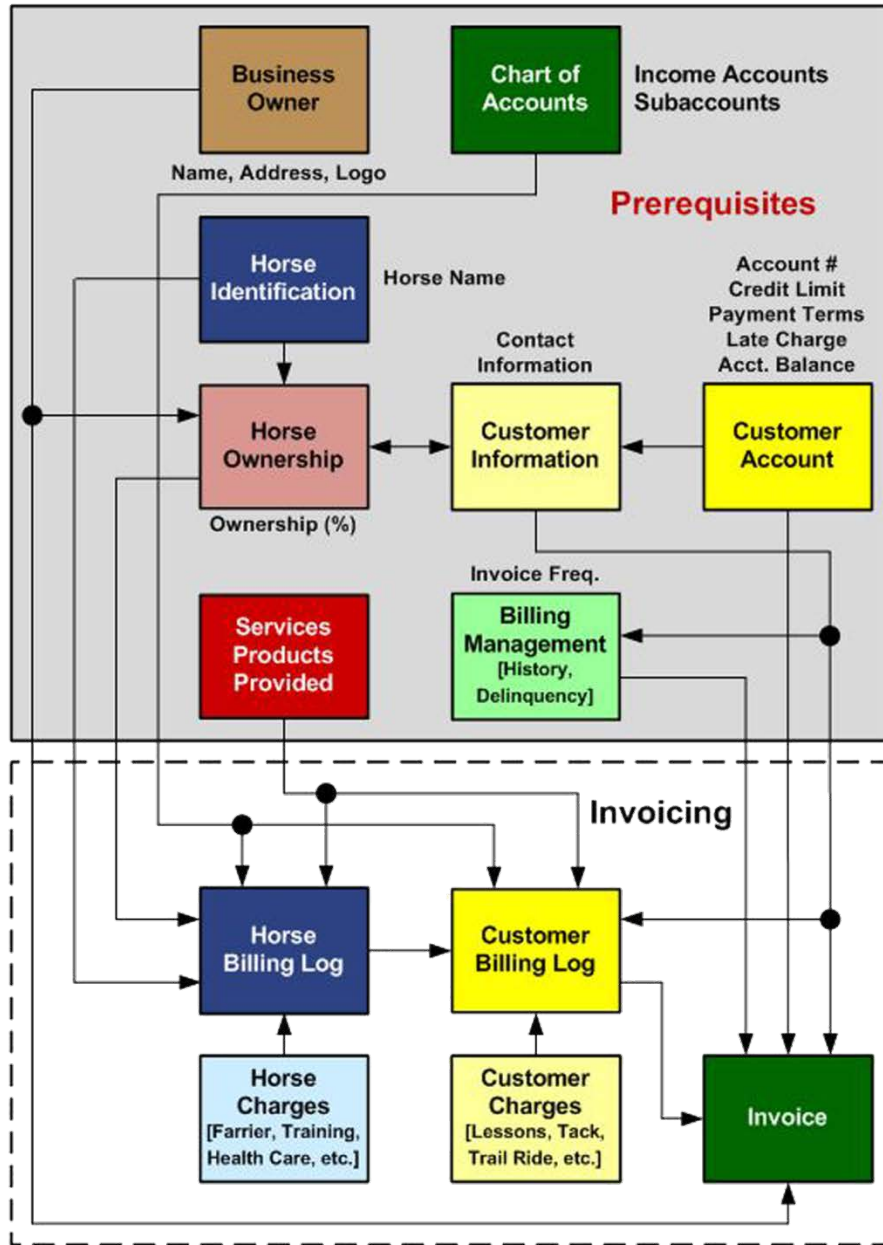 Business
Owner
Chart of
Accounts
Income Accounts
Subaccounts
Name, Address, Logo
Prerequisites
Horse
Identification
Horse Name
Account #
Credit Limit
Payment Terms
Late Charge
Acct. Balance
Contact
Information
Horse
Ownership
Customer
Information
Customer
Account
Ownership (%)
Invoice Freq.
Services
Products
Provided
Billing
Management
[History,
Delinquency]
Invoicing
Horse
Billing Log
Customer
Billing Log
Horse
Charges
[Farrier, Training,
Health Care, etc.]
Customer
Charges
[Lessons, Tack,
Trail Ride, etc.]
Invoice